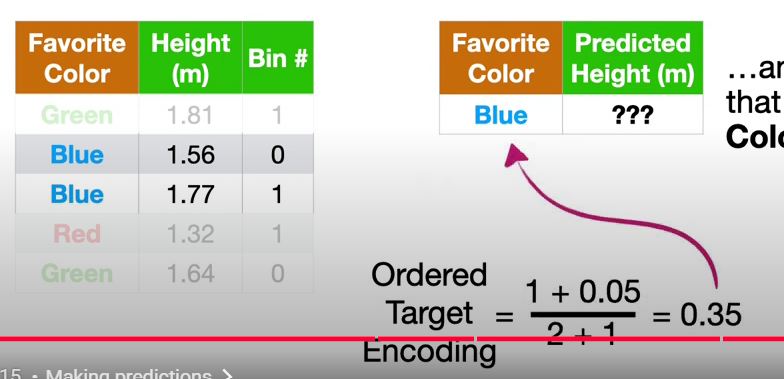 Favorite Color Height (m) Bin #
Green 1.81 1
Blue 1.56 0
Blue 1.77 1
Red 1.32 1
Green 1.64 0
Favorite Color Predicted Height (m)
Blue ???
…ar
that
Colo
Ordered
Target
Encoding
= 1 + 0.05
2 + 1
= 0.35
15 • Making predictions >